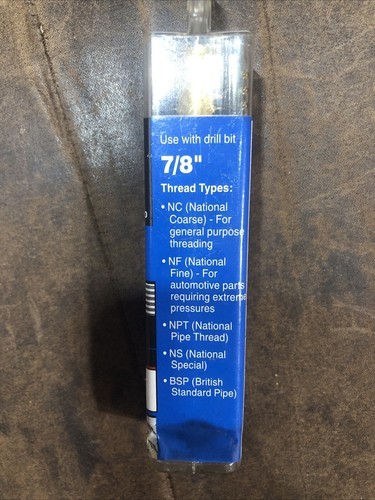 Use with drill bit
7/8"
Thread Types:
• NC (National
Coarse) - For
general purpose
threading
• NF (National
Fine) - For
automotive parts
requiring extreme
pressures
• NPT (National
Pipe Thread)
• NS (National
Special)
• BSP (British
Standard Pipe)